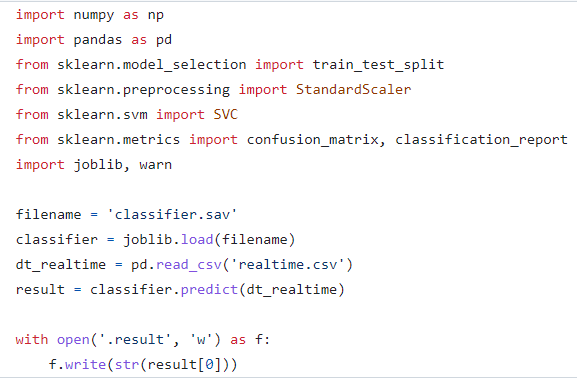 import numpy as np
import pandas as pd
from sklearn.model_selection import train_test_split
from sklearn.preprocessing import StandardScaler
from sklearn.svm import SVC
from sklearn.metrics import confusion_matrix, classification_report
import joblib, warn
filename = 'classifier.sav'
classifier = joblib.load(filename)
dt_realtime = pd.read_csv('realtime.csv')
result = classifier.predict(dt_realtime)
with open('.result', 'w') as f:
    f.write(str(result[0]))